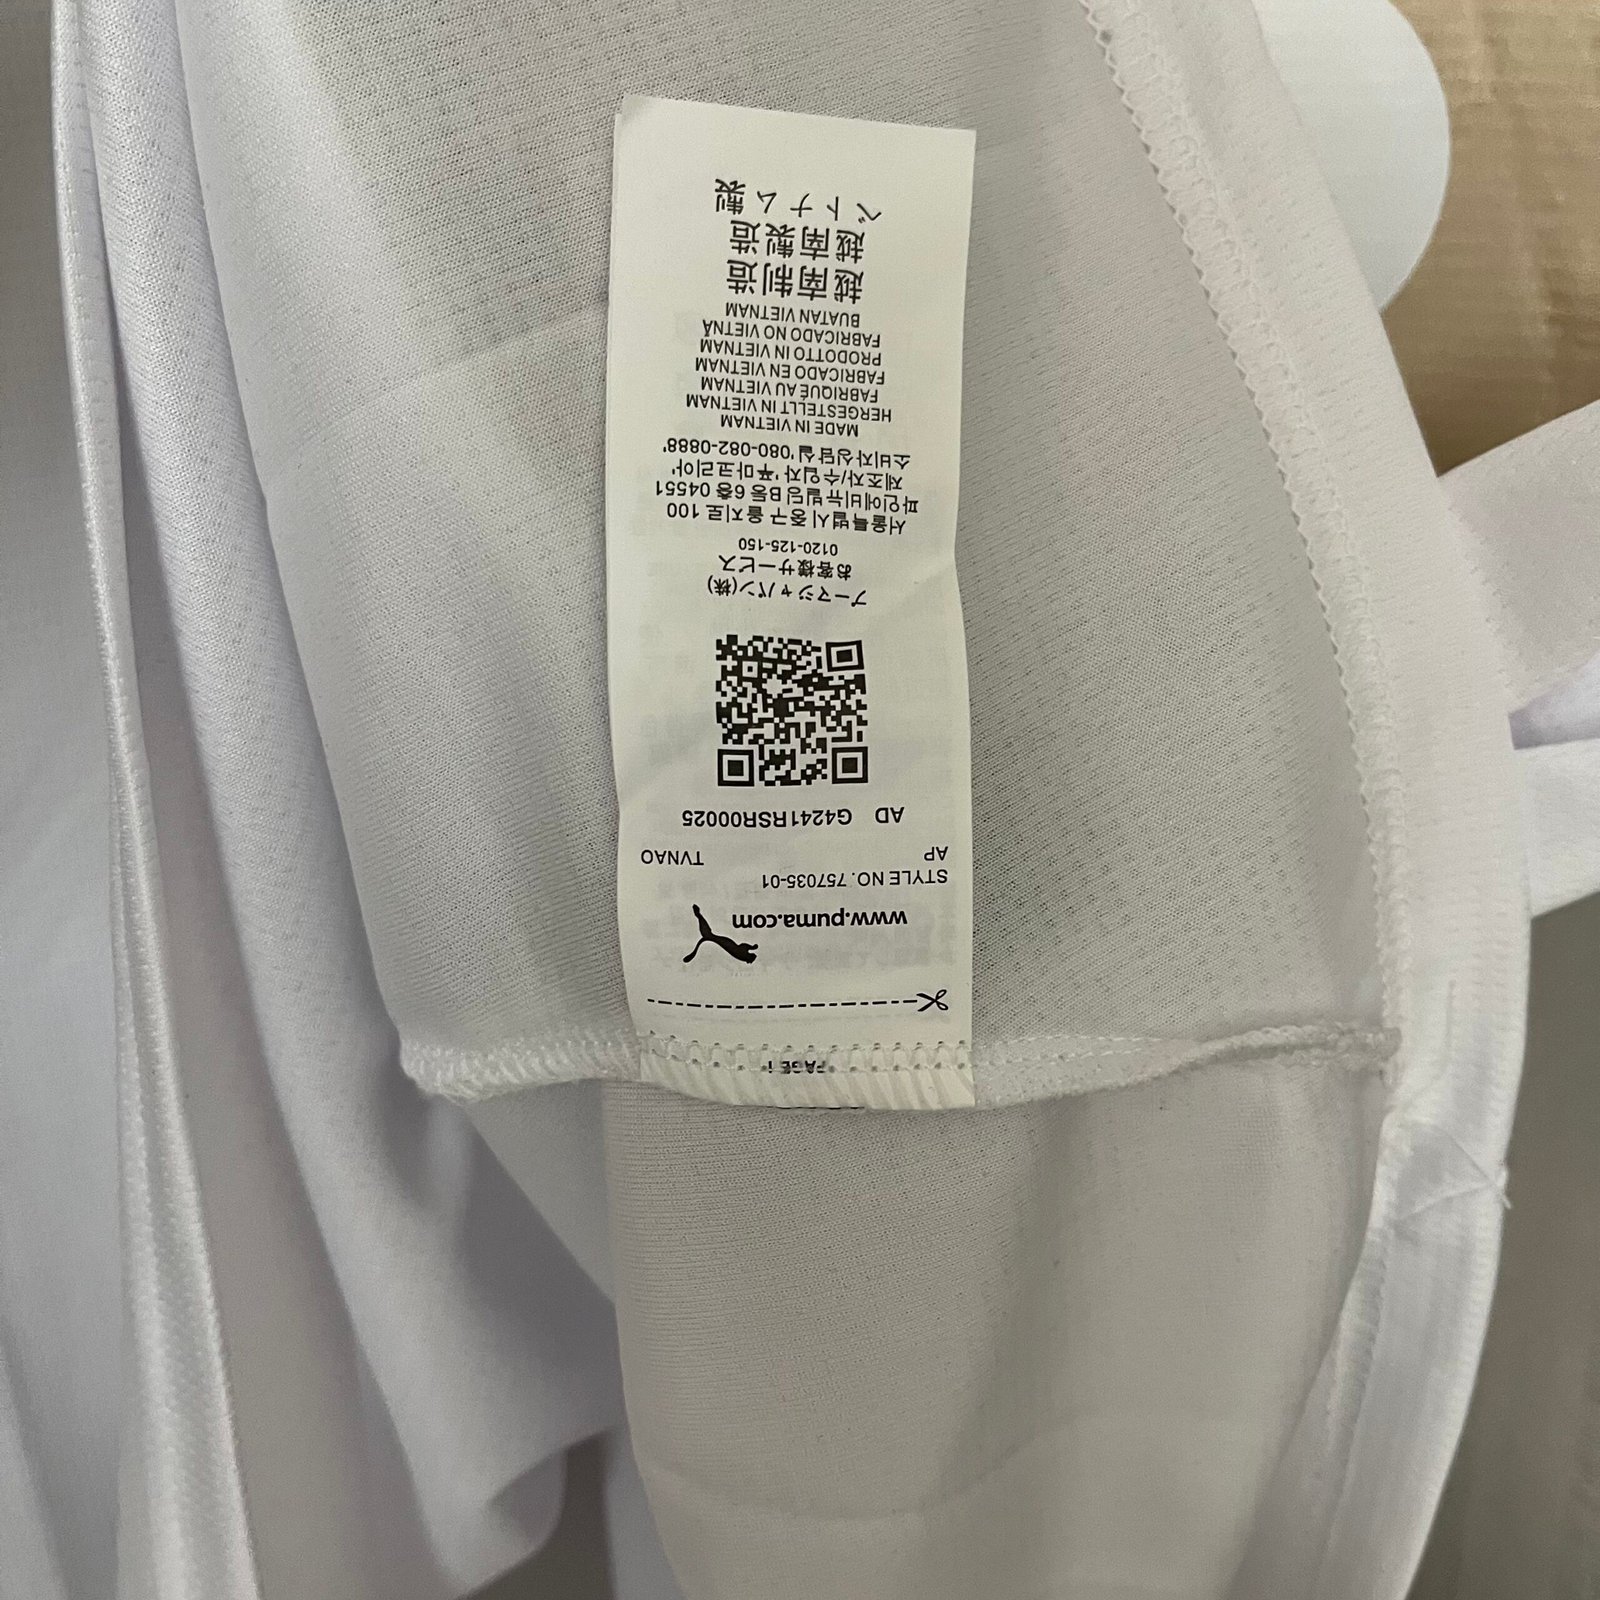 PAGE 1
www.puma.com
STYLE NO. 757035-01
AP TVNAO
AD G4241RSR00025
プーマジャパン(株)
お客様サービス
0120-125-150
서울특별시 중구 을지로 100
파인에비뉴빌딩 B동 6층 04551
제조자/수입자 '푸마코리아'
소비자상담실 '080-082-0888'
MADE IN VIETNAM
HERGESTELLT IN VIETNAM
FABRIQUÉ AU VIETNAM
FABRICADO EN VIETNAM
PRODOTTO IN VIETNAM
FABRICADO NO VIETNÃ
BUATAN VIETNAM
越南制造
越南製造
ベトナム製